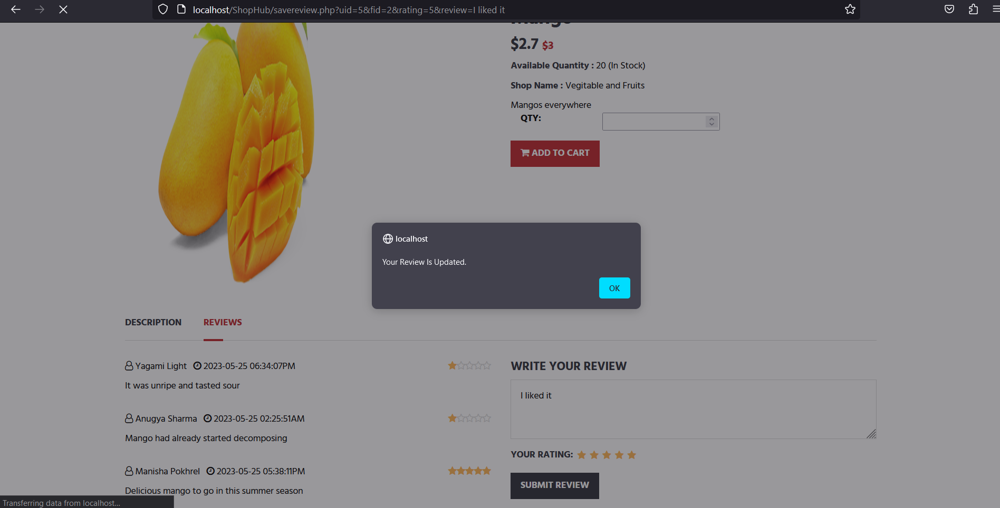 localhost/ShopHub/savereview.php?uid=5&fid=2&rating=5&review=I liked it
Mango
$2.7 $3
Available Quantity : 20 (In Stock)
Shop Name : Vegitable and Fruits
Mangos everywhere
QTY:
ADD TO CART
localhost
Your Review Is Updated.
OK
DESCRIPTION REVIEWS
Yagami Light 2023-05-25 06:34:07PM
It was unripe and tasted sour
Anugya Sharma 2023-05-25 02:25:51AM
Mango had already started decomposing
Manisha Pokhrel 2023-05-25 05:38:11PM
Delicious mango to go in this summer season
WRITE YOUR REVIEW
I liked it
YOUR RATING:
SUBMIT REVIEW
Transferring data from localhost...